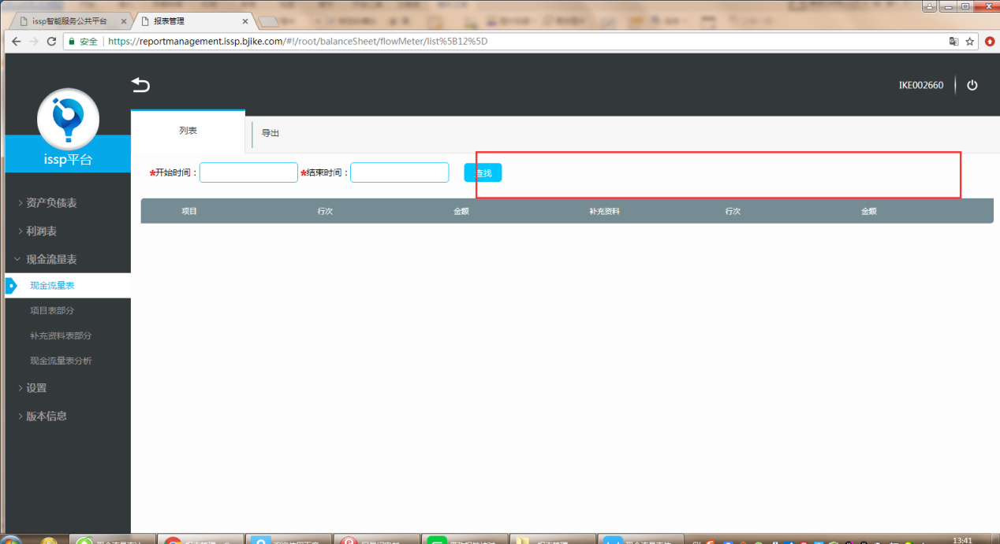 issp智能服务公共平台
报表管理
安全 https://reportmanagement.issp.bjike.com/#!/root/balanceSheet/flowMeter/list%5B12%5D
IKE002660
issp平台
列表
导出
*开始时间：
*结束时间：
查找
项目 行次 金额 补充资料 行次 金额
资产负债表
利润表
现金流量表
现金流量表
项目表部分
补充资料表部分
现金流量表分析
设置
版本信息
13:41